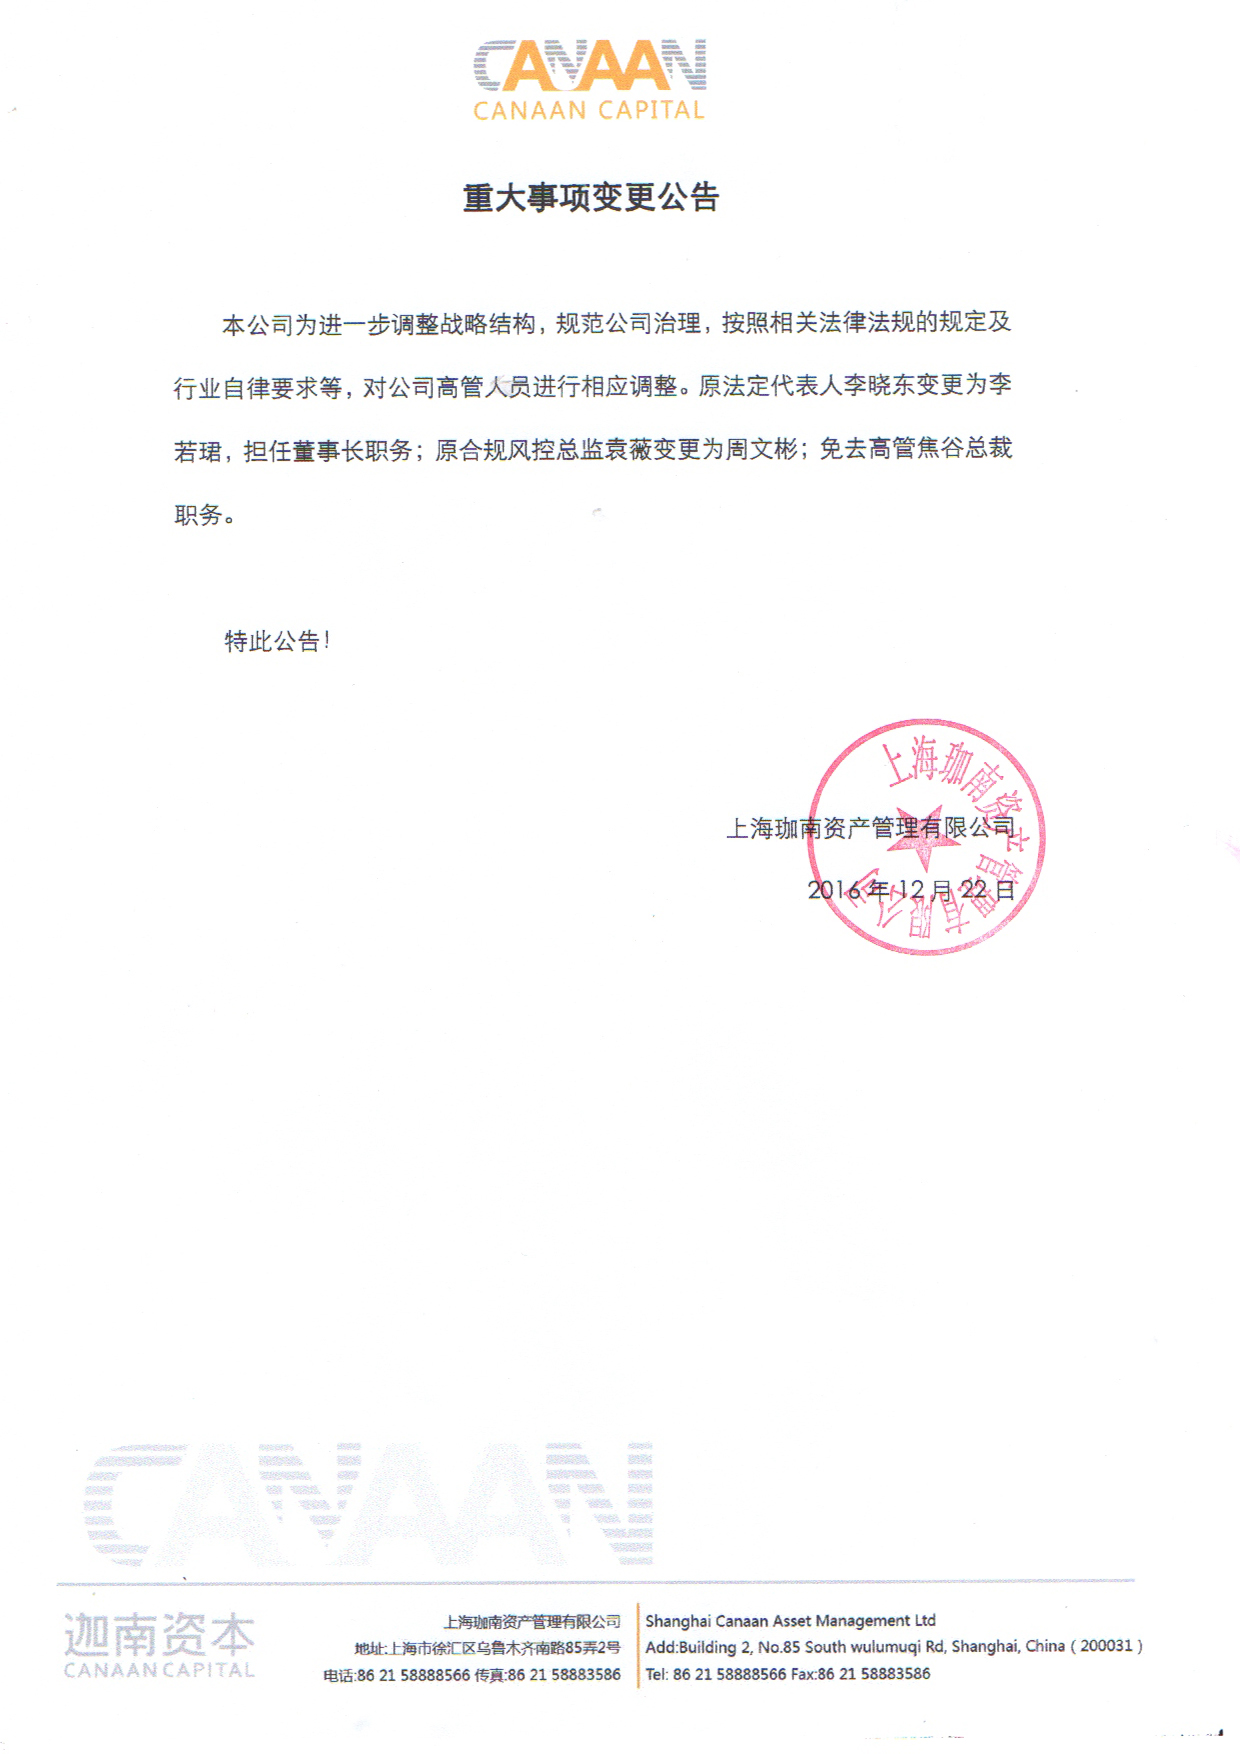 CANAAN
CANAAN CAPITAL
重大事项变更公告
本公司为进一步调整战略结构，规范公司治理，按照相关法律法规的规定及
行业自律要求等，对公司高管人员进行相应调整。原法定代表人李晓东变更为李
若珺，担任董事长职务；原合规风控总监袁薇变更为周文彬；免去高管焦谷总裁
职务。
特此公告！
上海珈南资产管理有限公司
上海珈南资产管理有限公司
2016 年 12 月 22 日
CANAAN
迦南资本
CANAAN CAPITAL
上海珈南资产管理有限公司
地址:上海市徐汇区乌鲁木齐南路85弄2号
电话:86 21 58888566 传真:86 21 58883586
Shanghai Canaan Asset Management Ltd
Add:Building 2, No.85 South wulumuqi Rd, Shanghai, China ( 200031 )
Tel: 86 21 58888566 Fax:86 21 58883586